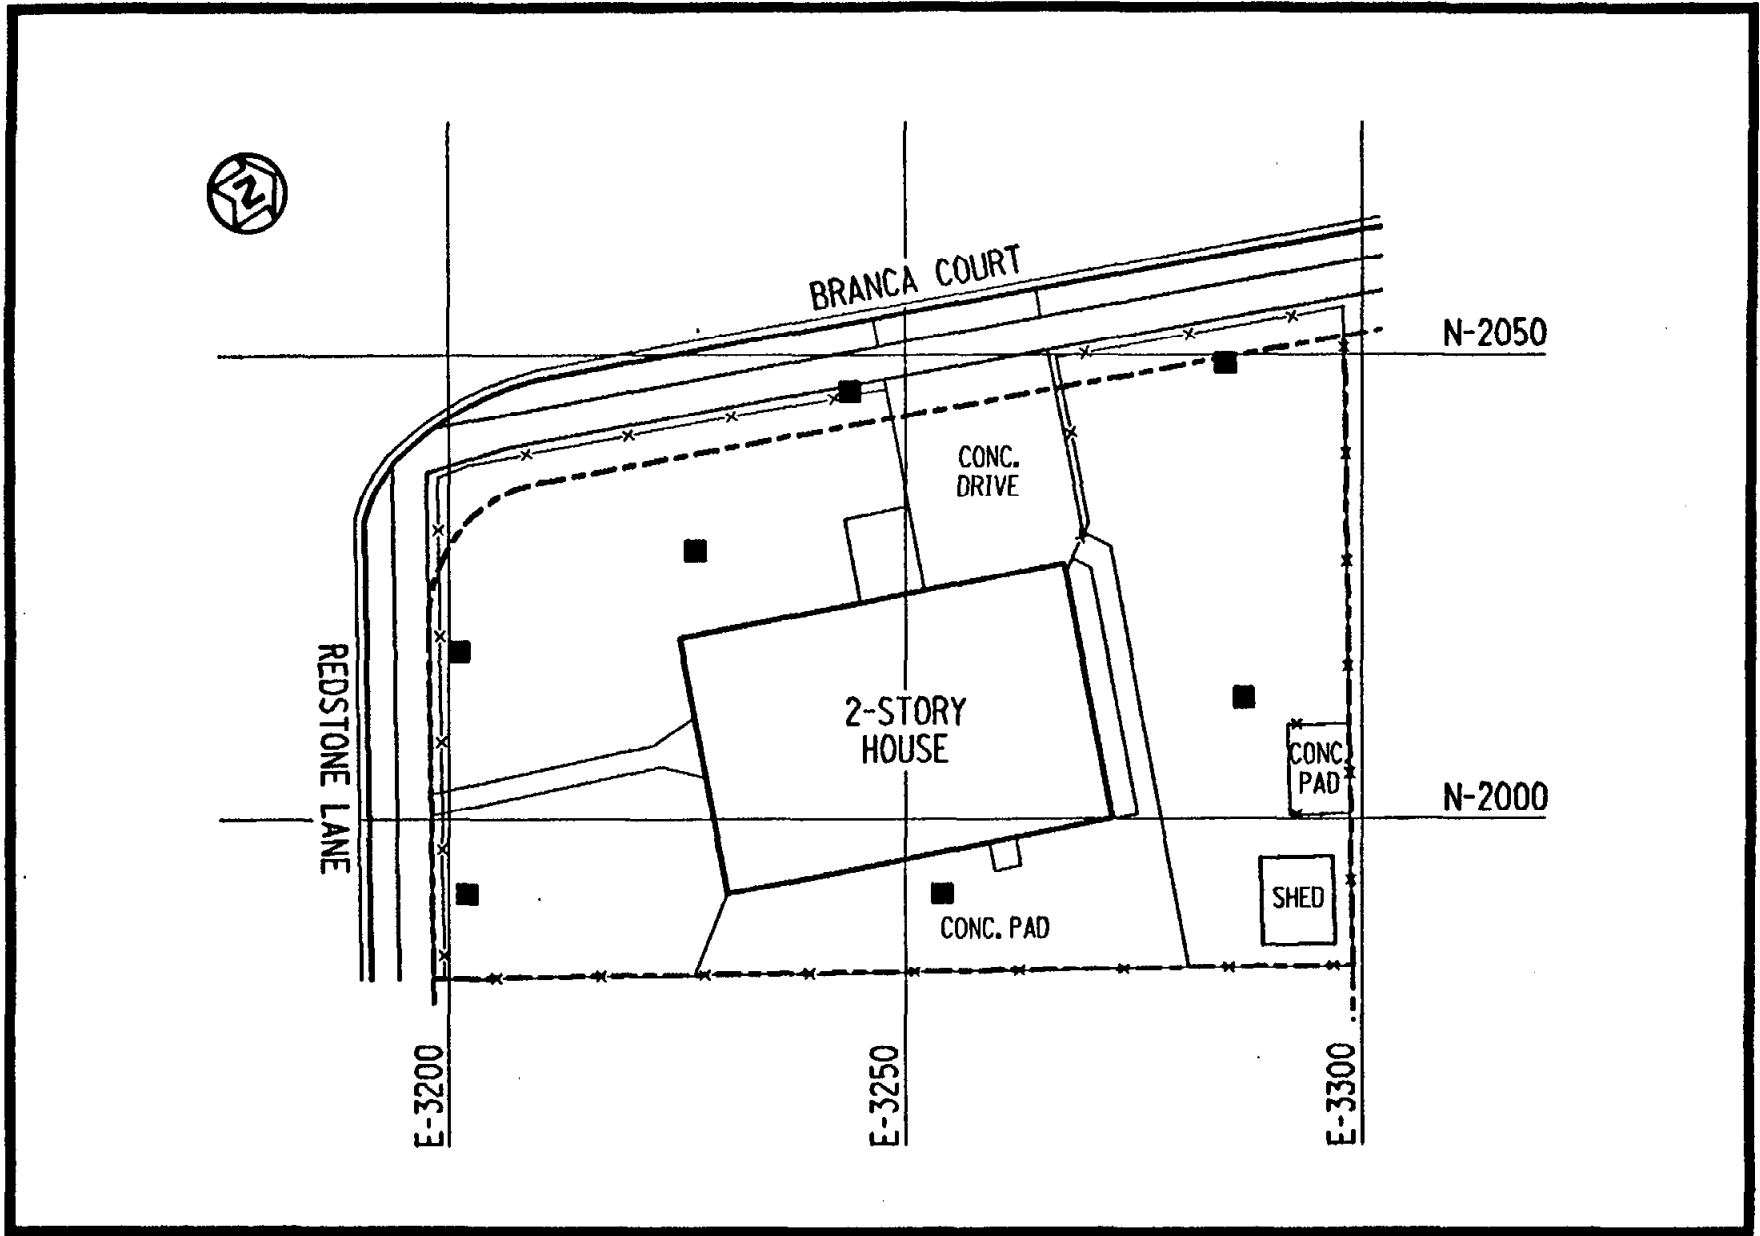 N
BRANCA COURT
N-2050
CONC.
DRIVE
REDSTONE LANE
2-STORY
HOUSE
CONC.
PAD
N-2000
SHED
CONC. PAD
E-3200
E-3250
E-3300